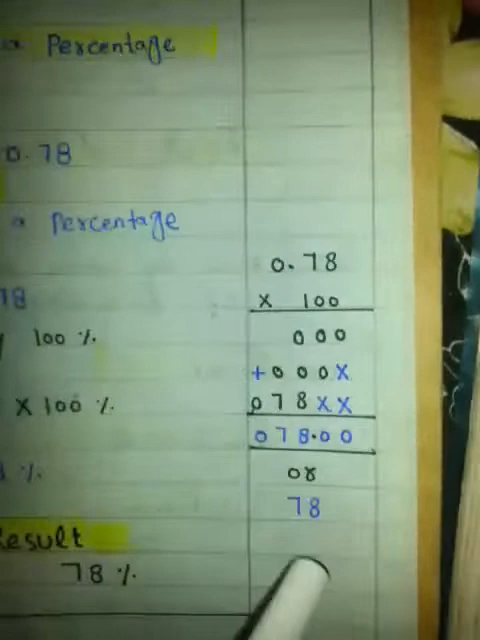 Percentage
0.78
a Percentage
0.78
78
X 100
100 %
000
+000X
X 100 %
078XX
078.00
%
08
78
Result
78 %